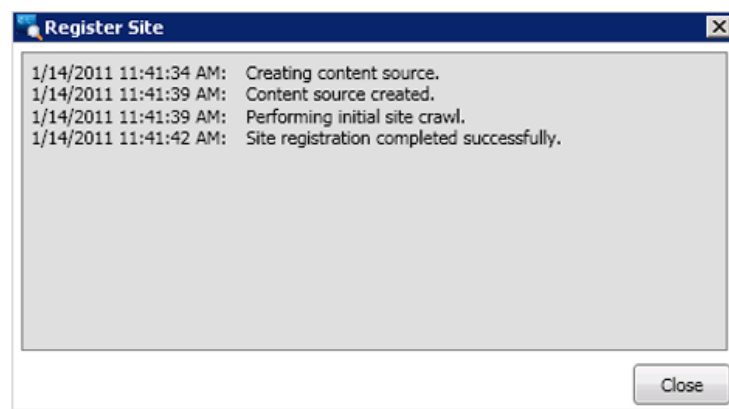 Register Site
1/14/2011 11:41:34 AM: Creating content source.
1/14/2011 11:41:39 AM: Content source created.
1/14/2011 11:41:39 AM: Performing initial site crawl.
1/14/2011 11:41:42 AM: Site registration completed successfully.
Close